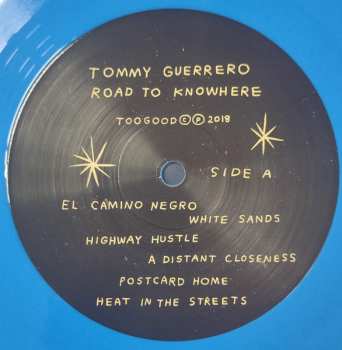 TOMMY GUERRERO
ROAD TO KNOWHERE
TOOGOOD©℗2018
SIDE A
EL CAMINO NEGRO
WHITE SANDS
HIGHWAY HUSTLE
A DISTANT CLOSENESS
POSTCARD HOME
HEAT IN THE STREETS